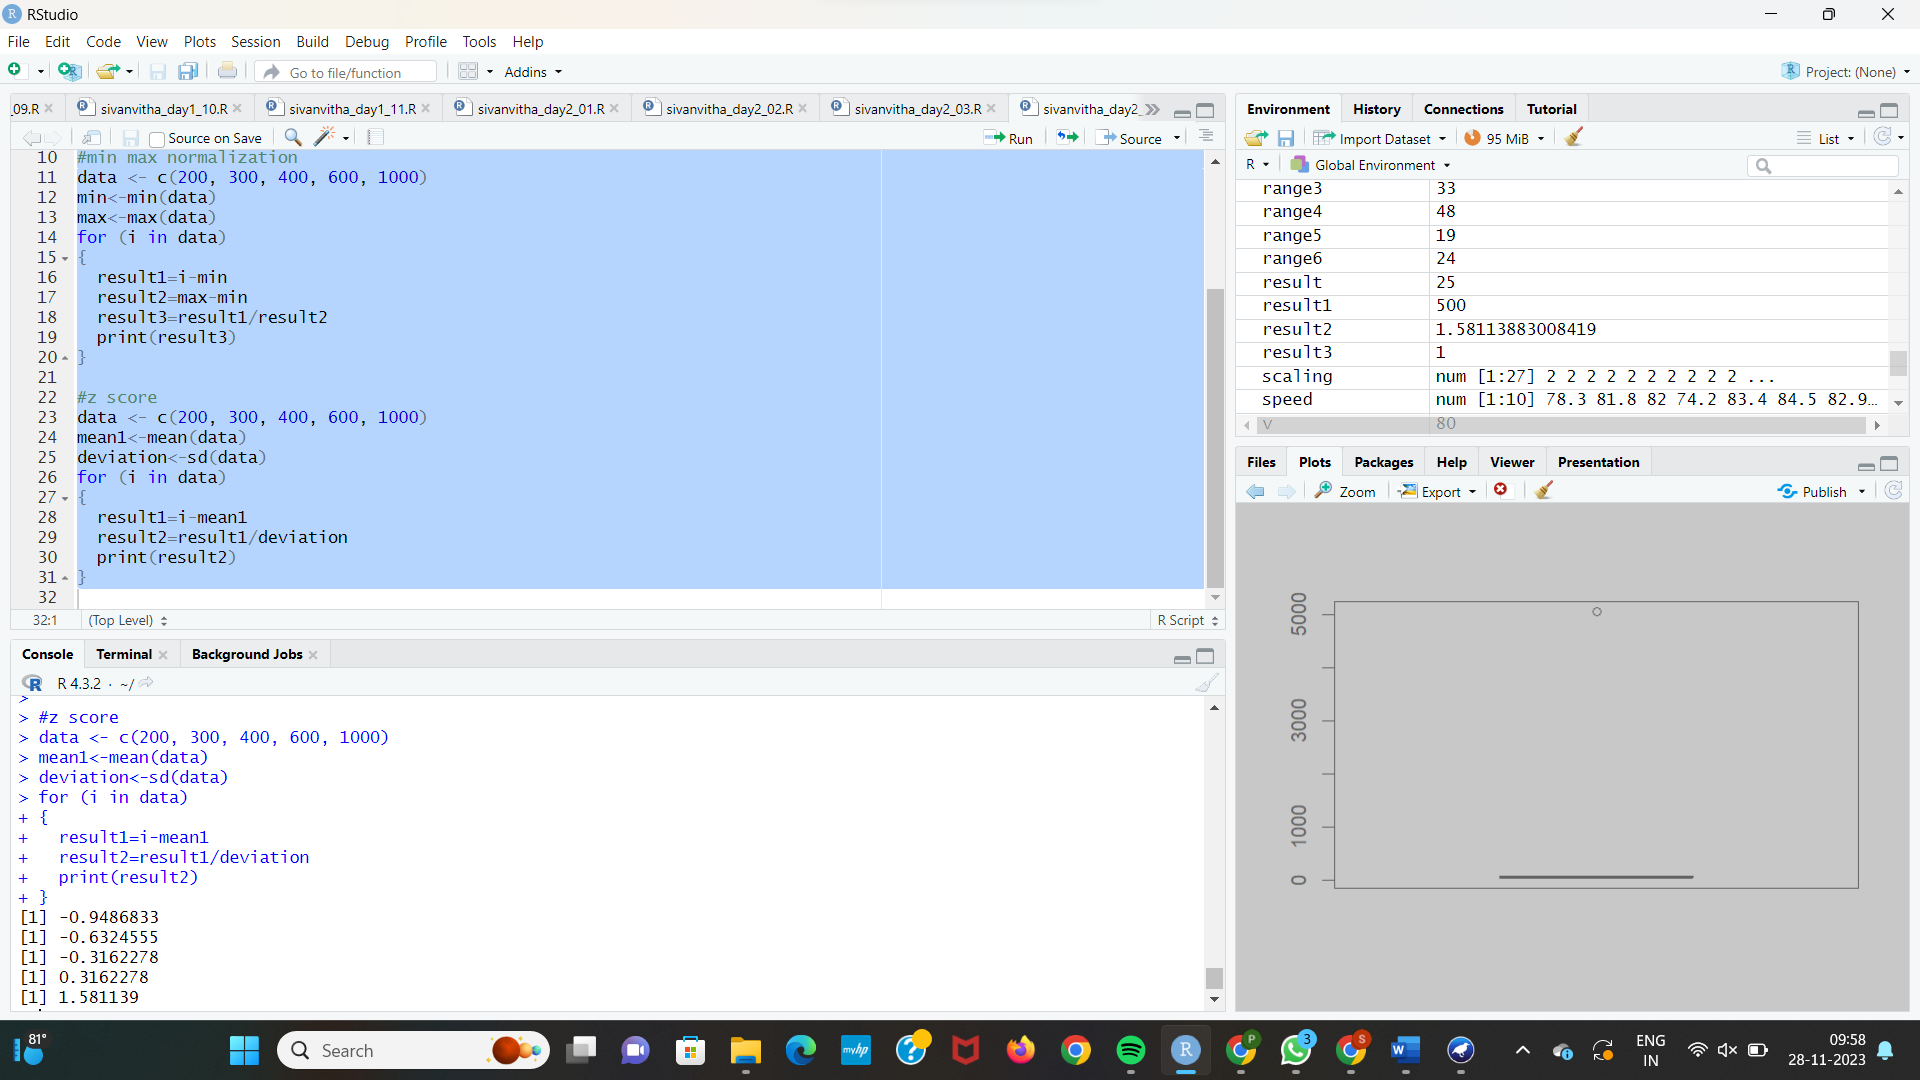 RStudio
File Edit Code View Plots Session Build Debug Profile Tools Help
Go to file/function
Addins
Project: (None)
_09.R
sivanvitha_day1_10.R
sivanvitha_day1_11.R
sivanvitha_day2_01.R
sivanvitha_day2_02.R
sivanvitha_day2_03.R
sivanvitha_day2_
Source on Save
Run
Source
10 #min max normalization
11 data <- c(200, 300, 400, 600, 1000)
12 min<-min(data)
13 max<-max(data)
14 for (i in data)
15 {
16 result1=i-min
17 result2=max-min
18 result3=result1/result2
19 print(result3)
20 }
21
22 #z score
23 data <- c(200, 300, 400, 600, 1000)
24 mean1<-mean(data)
25 deviation<-sd(data)
26 for (i in data)
27 {
28 result1=i-mean1
29 result2=result1/deviation
30 print(result2)
31 }
32
32:1 (Top Level) R Script
Console Terminal Background Jobs
R 4.3.2 · ~/
>
> #z score
> data <- c(200, 300, 400, 600, 1000)
> mean1<-mean(data)
> deviation<-sd(data)
> for (i in data)
+ {
+ result1=i-mean1
+ result2=result1/deviation
+ print(result2)
+ }
[1] -0.9486833
[1] -0.6324555
[1] -0.3162278
[1] 0.3162278
[1] 1.581139
Environment History Connections Tutorial
Import Dataset 95 MiB List
R Global Environment
range3 33
range4 48
range5 19
range6 24
result 25
result1 500
result2 1.58113883008419
result3 1
scaling num [1:27] 2 2 2 2 2 2 2 2 2 2 ...
speed num [1:10] 78.3 81.8 82 74.2 83.4 84.5 82.9…
v 80
Files Plots Packages Help Viewer Presentation
Zoom Export Publish
5000
3000
1000
0
81°
Search
myhp
P
3
S
W
ENG
IN
09:58
28-11-2023